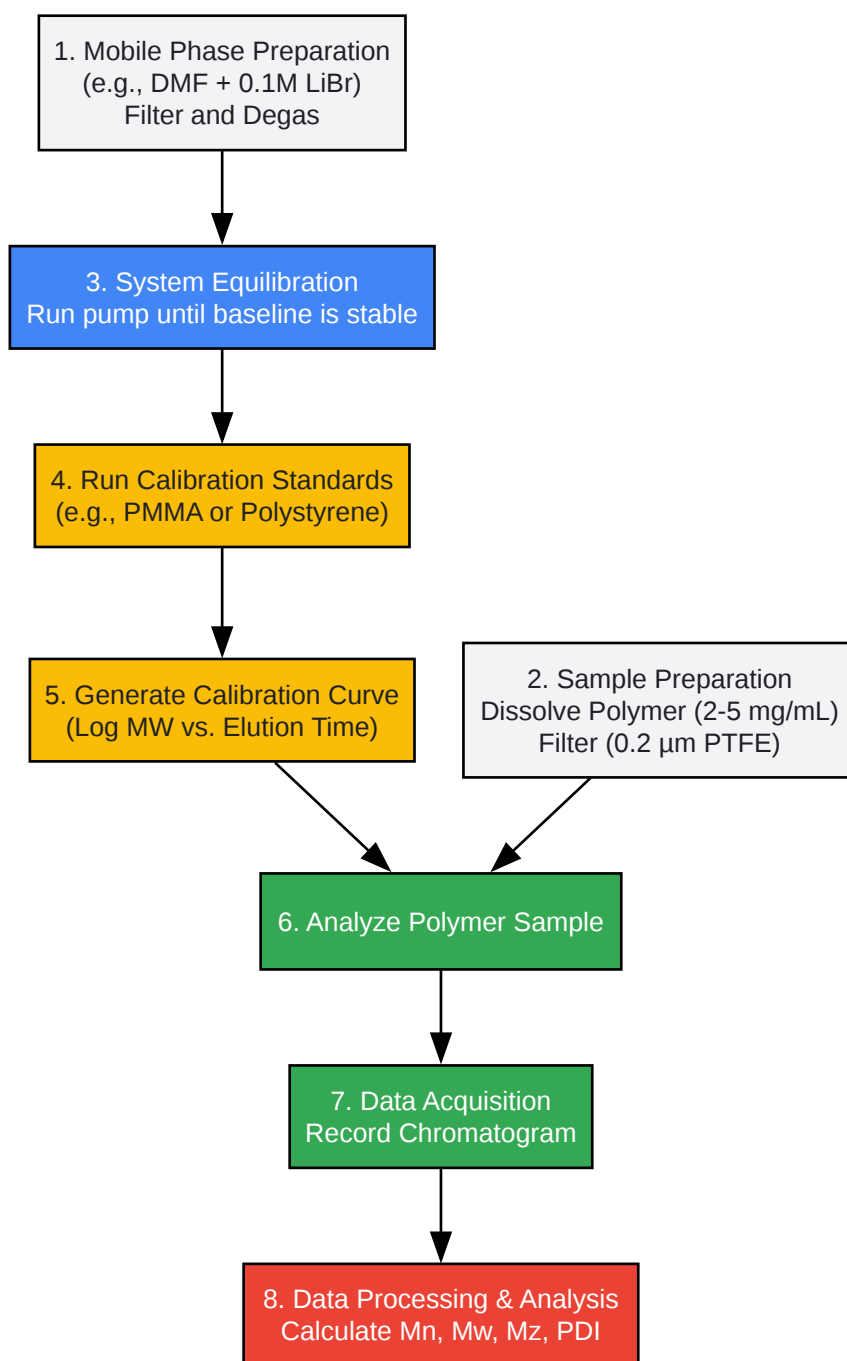 1. Mobile Phase Preparation
(e.g., DMF + 0.1M LiBr)
Filter and Degas
3. System Equilibration
Run pump until baseline is stable
4. Run Calibration Standards
(e.g., PMMA or Polystyrene)
5. Generate Calibration Curve
(Log MW vs. Elution Time)
2. Sample Preparation
Dissolve Polymer (2-5 mg/mL)
Filter (0.2 µm PTFE)
6. Analyze Polymer Sample
7. Data Acquisition
Record Chromatogram
8. Data Processing & Analysis
Calculate Mn, Mw, Mz, PDI